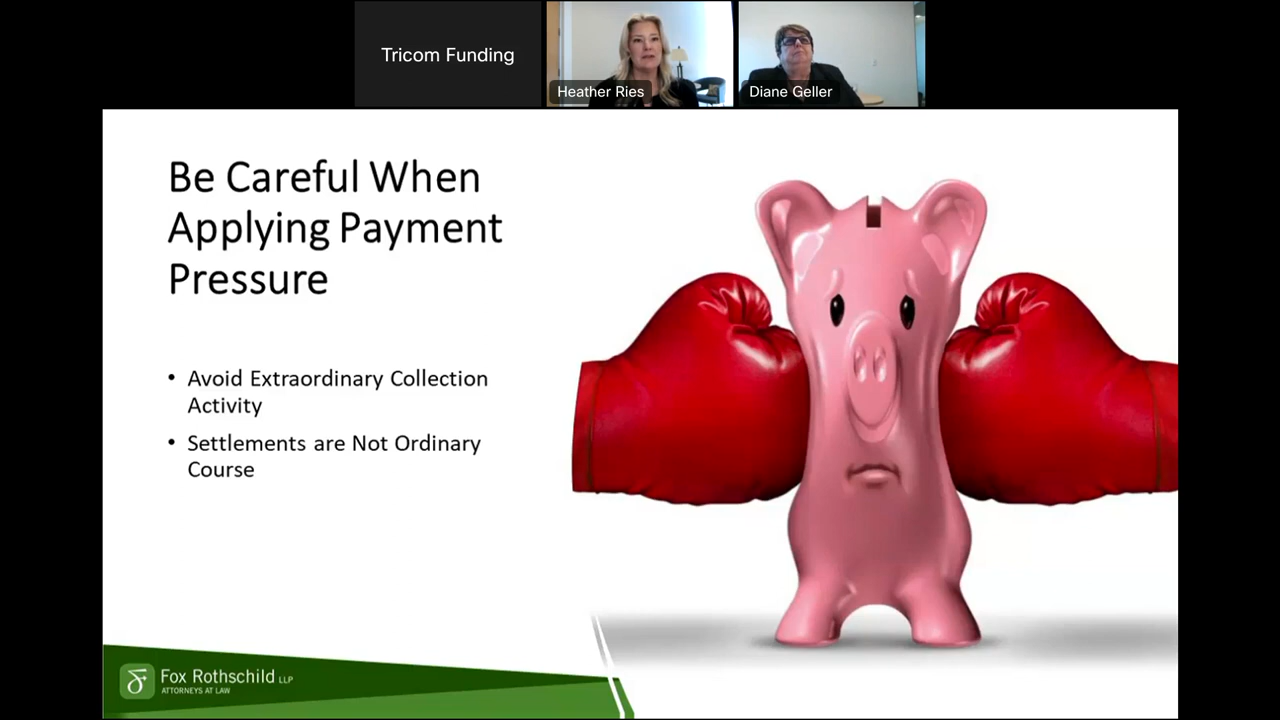 Tricom Funding
Heather Ries
Diane Geller
Be Careful When
Applying Payment
Pressure
• Avoid Extraordinary Collection
Activity
• Settlements are Not Ordinary
Course
Fox Rothschild LLP
ATTORNEYS AT LAW